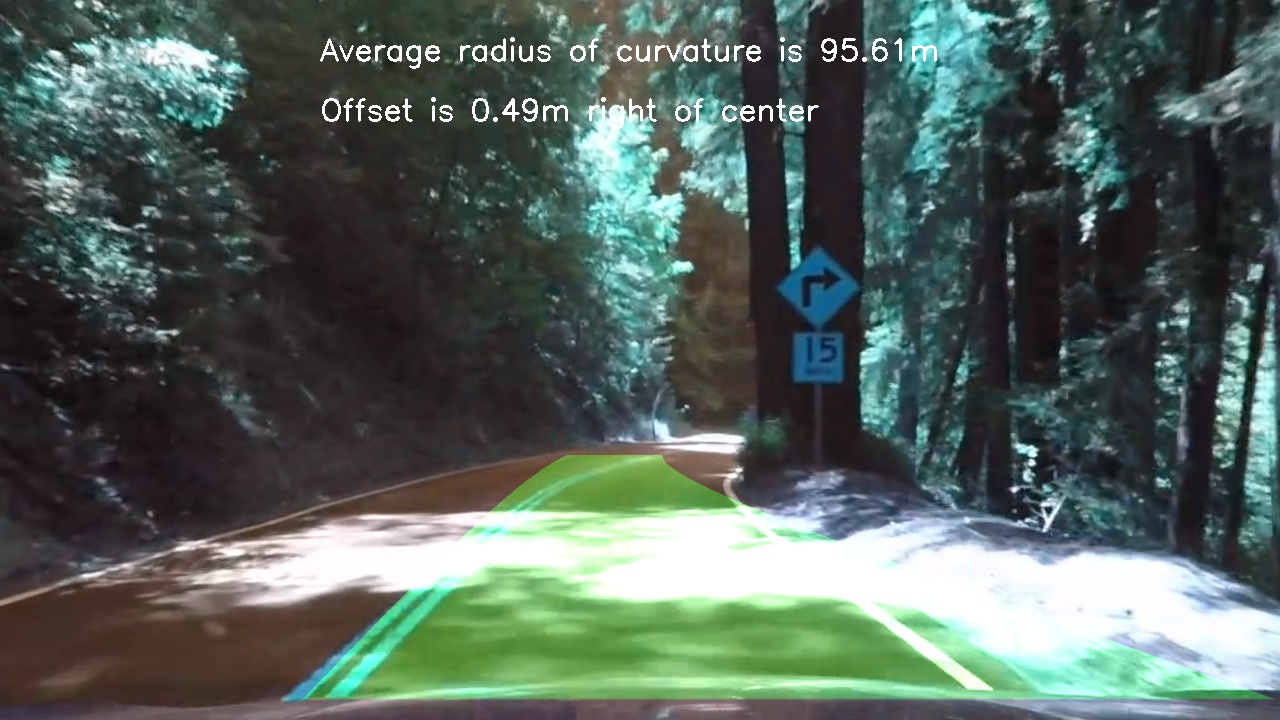 Average radius of curvature is 95.61m
Offset is 0.49m right of center
15